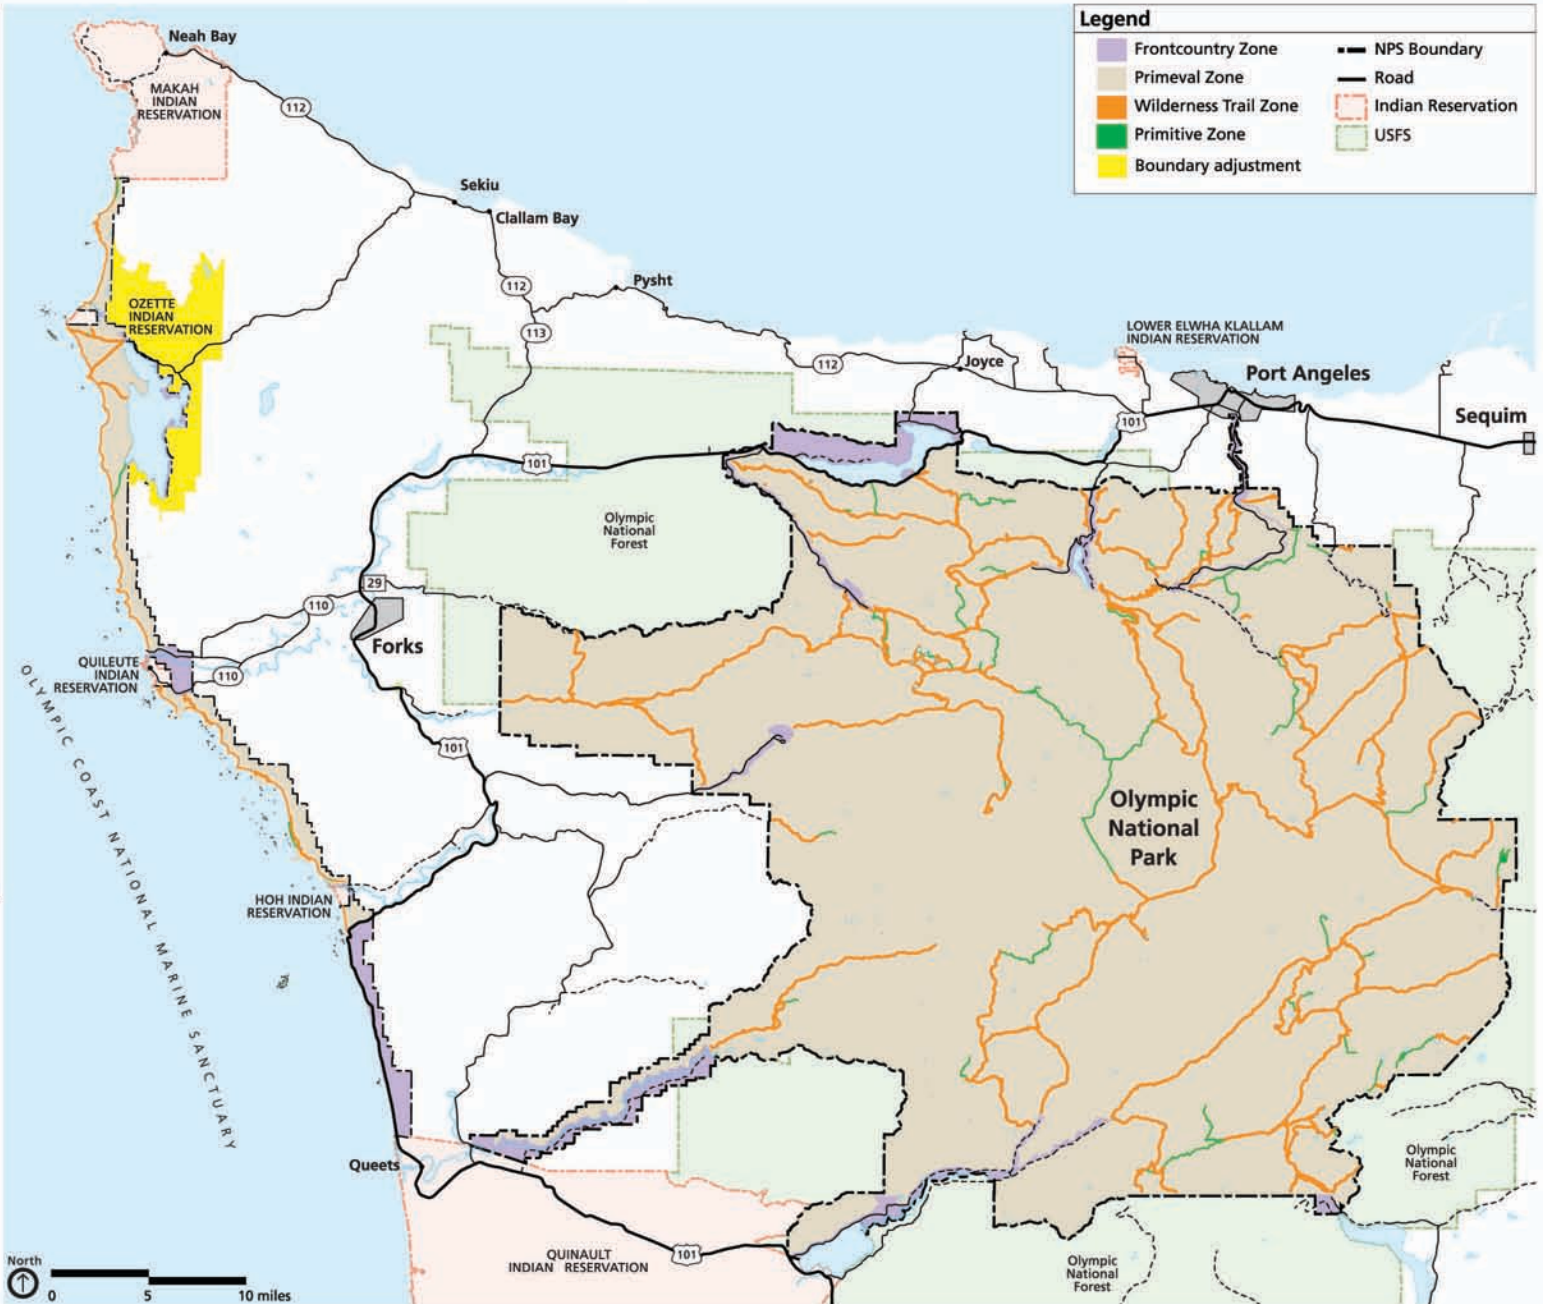 Legend
Frontcountry Zone
Primeval Zone
Wilderness Trail Zone
Primitive Zone
Boundary adjustment
NPS Boundary
Road
Indian Reservation
USFS
Neah Bay
MAKAH
INDIAN
RESERVATION
112
Sekiu
Clallam Bay
112
Pysht
113
OZETTE
INDIAN
RESERVATION
112
Joyce
LOWER ELWHA KLALLAM
INDIAN RESERVATION
Port Angeles
101
Sequim
101
Olympic
National
Forest
29
110
Forks
QUILEUTE
INDIAN
RESERVATION
110
101
OLYMPIC COAST NATIONAL MARINE SANCTUARY
Olympic
National
Park
HOH INDIAN
RESERVATION
Queets
Olympic
National
Forest
QUINAULT
INDIAN RESERVATION
101
Olympic
National
Forest
North
0 5 10 miles